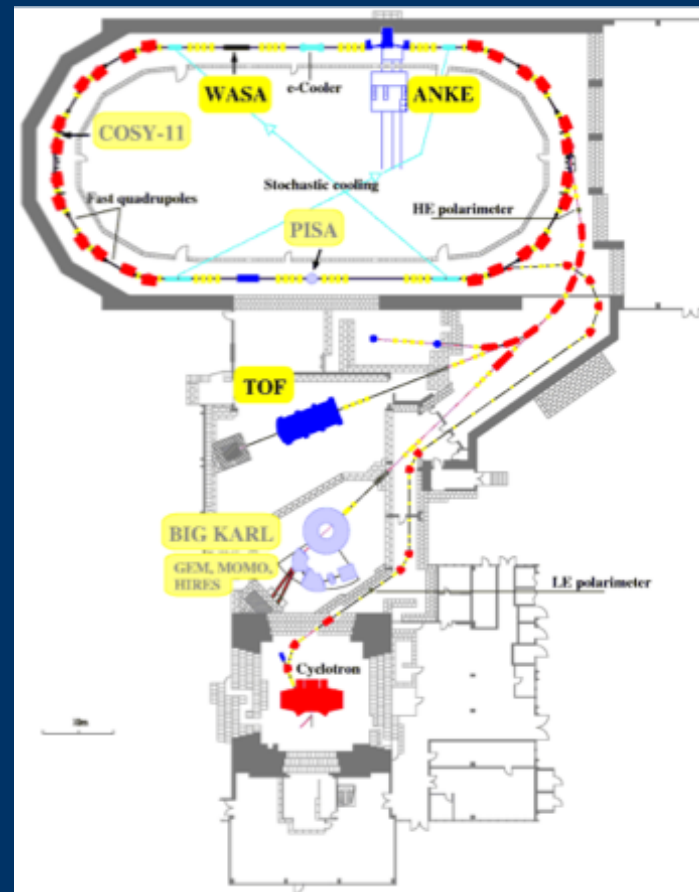 WASA
e-Cooler
ANKE
COSY-11
Stochastic cooling
Fast quadrupoles
HE polarimeter
PISA
TOF
BIG KARL
GEM, MOMO,
HIRES
LE polarimeter
Cyclotron
10m